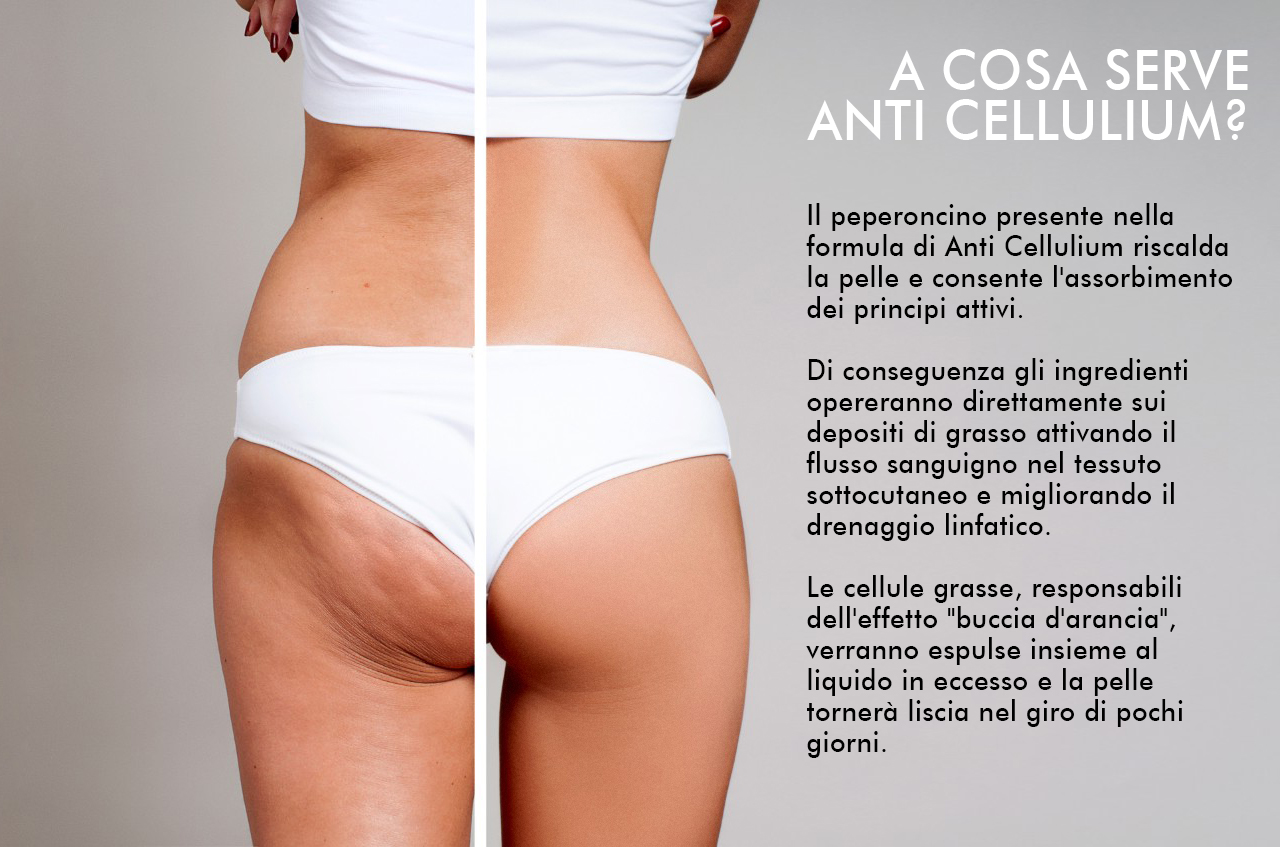 A COSA SERVE
ANTI CELLULIUM?
Il peperoncino presente nella
formula di Anti Cellulium riscalda
la pelle e consente l'assorbimento
dei principi attivi.
Di conseguenza gli ingredienti
opereranno direttamente sui
depositi di grasso attivando il
flusso sanguigno nel tessuto
sottocutaneo e migliorando il
drenaggio linfatico.
Le cellule grasse, responsabili
dell'effetto "buccia d'arancia",
verranno espulse insieme al
liquido in eccesso e la pelle
tornerà liscia nel giro di pochi
giorni.